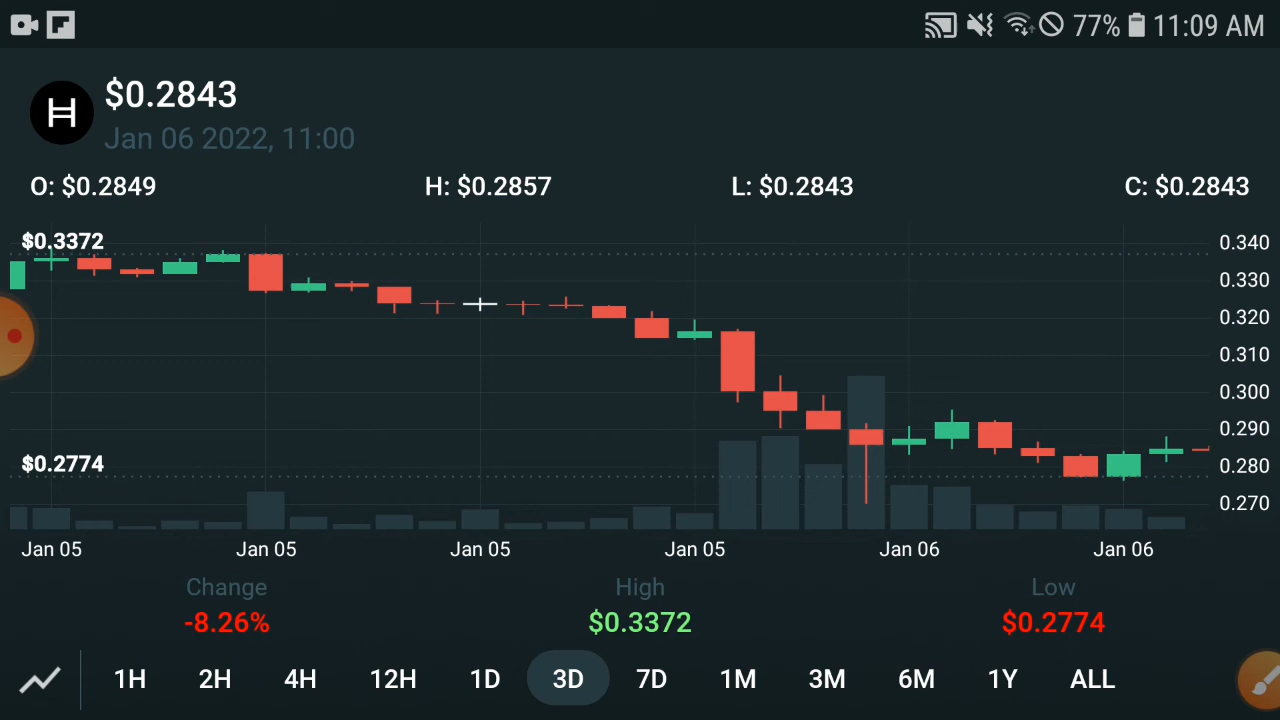 77% 11:09 AM
$0.2843
Jan 06 2022, 11:00
O: $0.2849 H: $0.2857 L: $0.2843 C: $0.2843
$0.3372
0.340
0.330
0.320
0.310
0.300
0.290
$0.2774
0.280
0.270
Jan 05 Jan 05 Jan 05 Jan 05 Jan 06 Jan 06
Change High Low
-8.26% $0.3372 $0.2774
1H 2H 4H 12H 1D 3D 7D 1M 3M 6M 1Y ALL